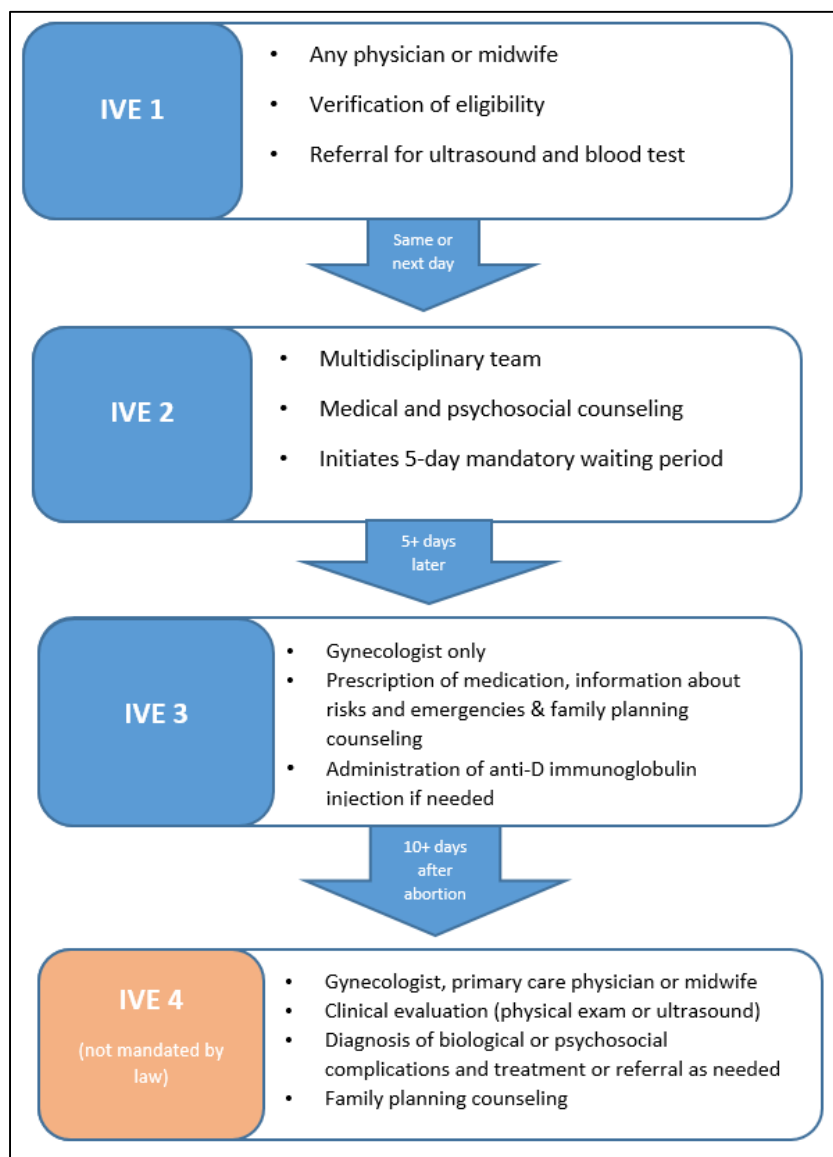 IVE 1
• Any physician or midwife
• Verification of eligibility
• Referral for ultrasound and blood test
Same or
next day
IVE 2
• Multidisciplinary team
• Medical and psychosocial counseling
• Initiates 5-day mandatory waiting period
5+ days
later
IVE 3
• Gynecologist only
• Prescription of medication, information about
risks and emergencies & family planning
counseling
• Administration of anti-D immunoglobulin
injection if needed
10+ days
after
abortion
IVE 4
(not mandated by
law)
• Gynecologist, primary care physician or midwife
• Clinical evaluation (physical exam or ultrasound)
• Diagnosis of biological or psychosocial
complications and treatment or referral as needed
• Family planning counseling